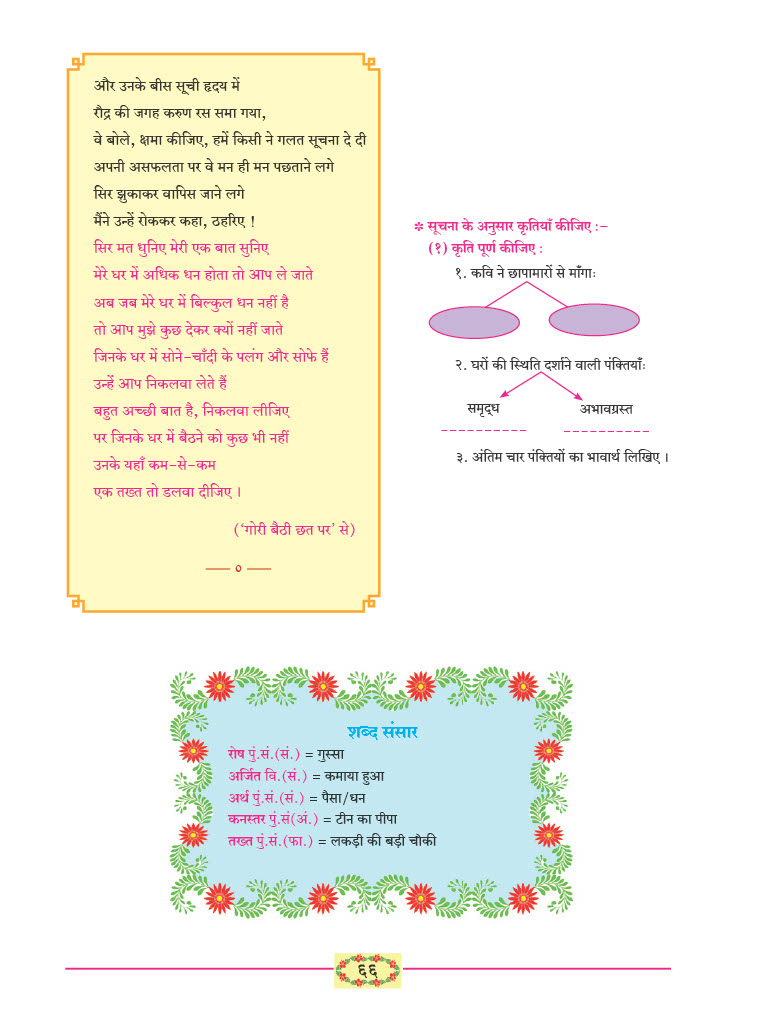 और उनके बीस सूची हृदय में
रौद्र की जगह करुण रस समा गया,
वे बोले, क्षमा कीजिए, हमें किसी ने गलत सूचना दे दी
अपनी असफलता पर वे मन ही मन पछताने लगे
सिर झुकाकर वापिस जाने लगे
मैंने उन्हें रोककर कहा, ठहरिए !
सिर मत धुनिए मेरी एक बात सुनिए
मेरे घर में अधिक धन होता तो आप ले जाते
अब जब मेरे घर में बिल्कुल धन नहीं है
तो आप मुझे कुछ देकर क्यों नहीं जाते
जिनके घर में सोने-चाँदी के पलंग और सोफे हैं
उन्हें आप निकलवा लेते हैं
बहुत अच्छी बात है, निकलवा लीजिए
पर जिनके घर में बैठने को कुछ भी नहीं
उनके यहाँ कम-से-कम
एक तख्त तो डलवा दीजिए ।
(‘गोरी बैठी छत पर’ से)
—— ० ——
✽ सूचना के अनुसार कृतियाँ कीजिए :–
(१) कृति पूर्ण कीजिए :
१. कवि ने छापामारों से माँगाः
२. घरों की स्थिति दर्शाने वाली पंक्तियाँः
समृद्ध अभावग्रस्त
३. अंतिम चार पंक्तियों का भावार्थ लिखिए ।
शब्द संसार
रोष पुं.सं.(सं.) = गुस्सा
अर्जित वि.(सं.) = कमाया हुआ
अर्थ पुं.सं.(सं.) = पैसा/धन
कनस्तर पुं.सं(अं.) = टीन का पीपा
तख्त पुं.सं.(फा.) = लकड़ी की बड़ी चौकी
६६